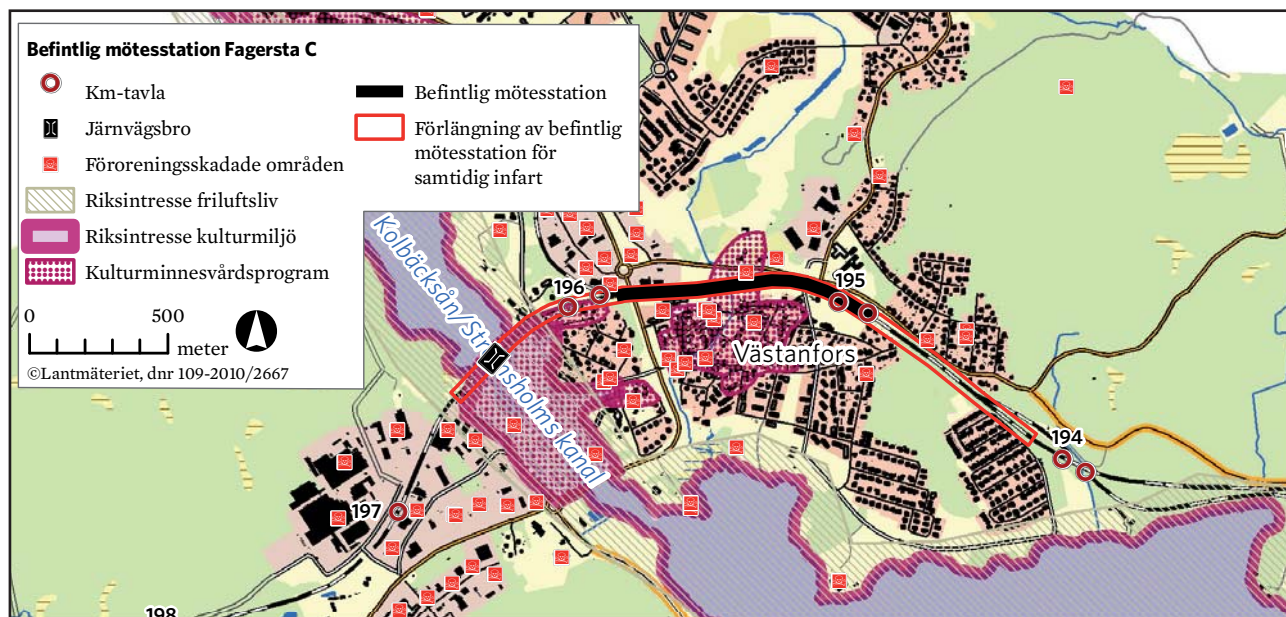 Befintlig mötesstation Fagersta C
Km-tavla
Järnvägsbro
Föroreningsskadade områden
Riksintresse friluftsliv
Riksintresse kulturmiljö
Kulturminnesvårdsprogram
Befintlig mötesstation
Förlängning av befintlig
mötesstation för
samtidig infart
0
500
meter
©Lantmäteriet, dnr 109-2010/2667
Kolbäcksån/Strömsholms kanal
196
195
Västanfors
194
197
198